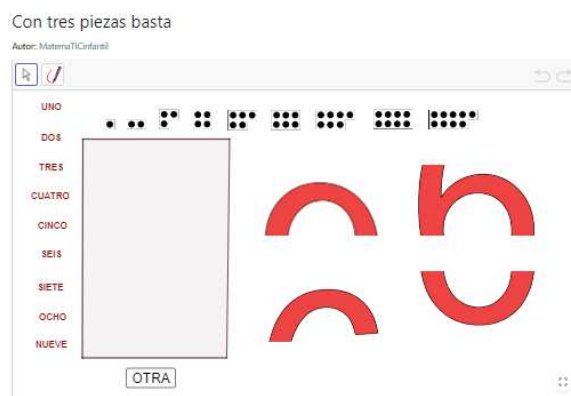 Con tres piezas basta
Autor: MatemaTICinfantil
UNO
DOS
TRES
CUATRO
CINCO
SEIS
SIETE
OCHO
NUEVE
OTRA